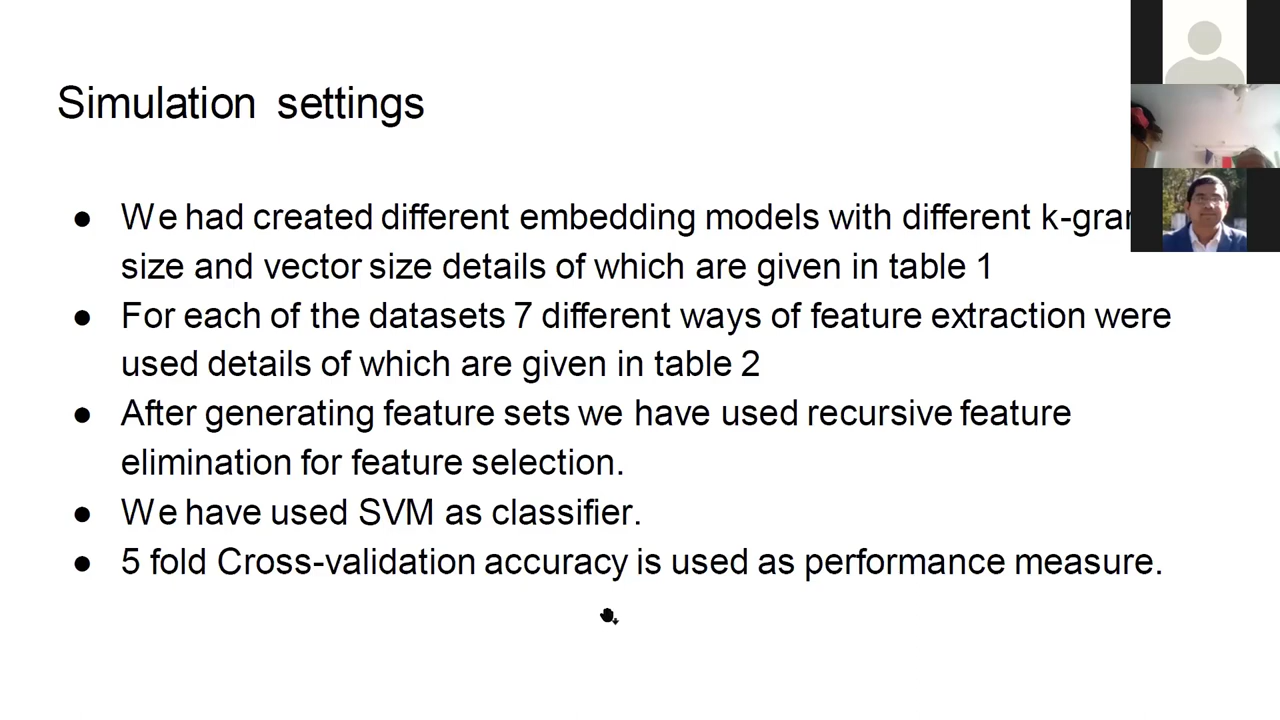 Simulation settings
● We had created different embedding models with different k-gram
size and vector size details of which are given in table 1
● For each of the datasets 7 different ways of feature extraction were
used details of which are given in table 2
● After generating feature sets we have used recursive feature
elimination for feature selection.
● We have used SVM as classifier.
● 5 fold Cross-validation accuracy is used as performance measure.